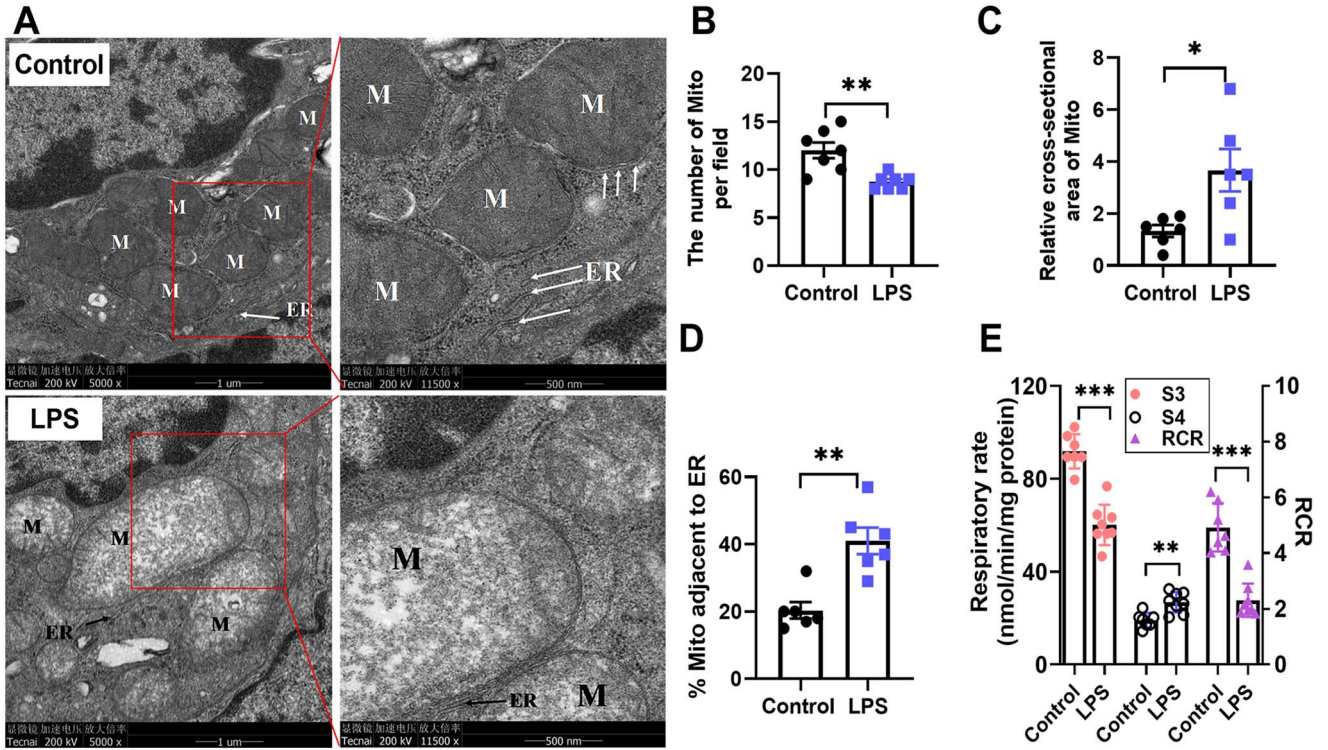 A
Control
M
M
M
M
M
M
ER
显微镜 加速电压 放大倍率
Tecnai 200 kV 5000 x 1 um
M
M
M
M
ER
显微镜 加速电压 放大倍率
Tecnai 200 kV 11500 x 500 nm
LPS
M
M
M
ER
显微镜 加速电压 放大倍率
Tecnai 200 kV 5000 x 1 um
M
M
ER
显微镜 加速电压 放大倍率
Tecnai 200 kV 11500 x 500 nm
B
The number of Mito
per field
20
15
10
5
0
**
Control LPS
C
Relative cross-sectional
area of Mito
8
6
4
2
0
*
Control LPS
D
% Mito adjacent to ER
60
40
20
0
**
Control LPS
E
Respiratory rate
(nmol/min/mg protein)
120
80
40
0
***
**
***
S3
S4
RCR
10
8
6
4
2
0
RCR
Control
LPS
Control
LPS
Control
LPS